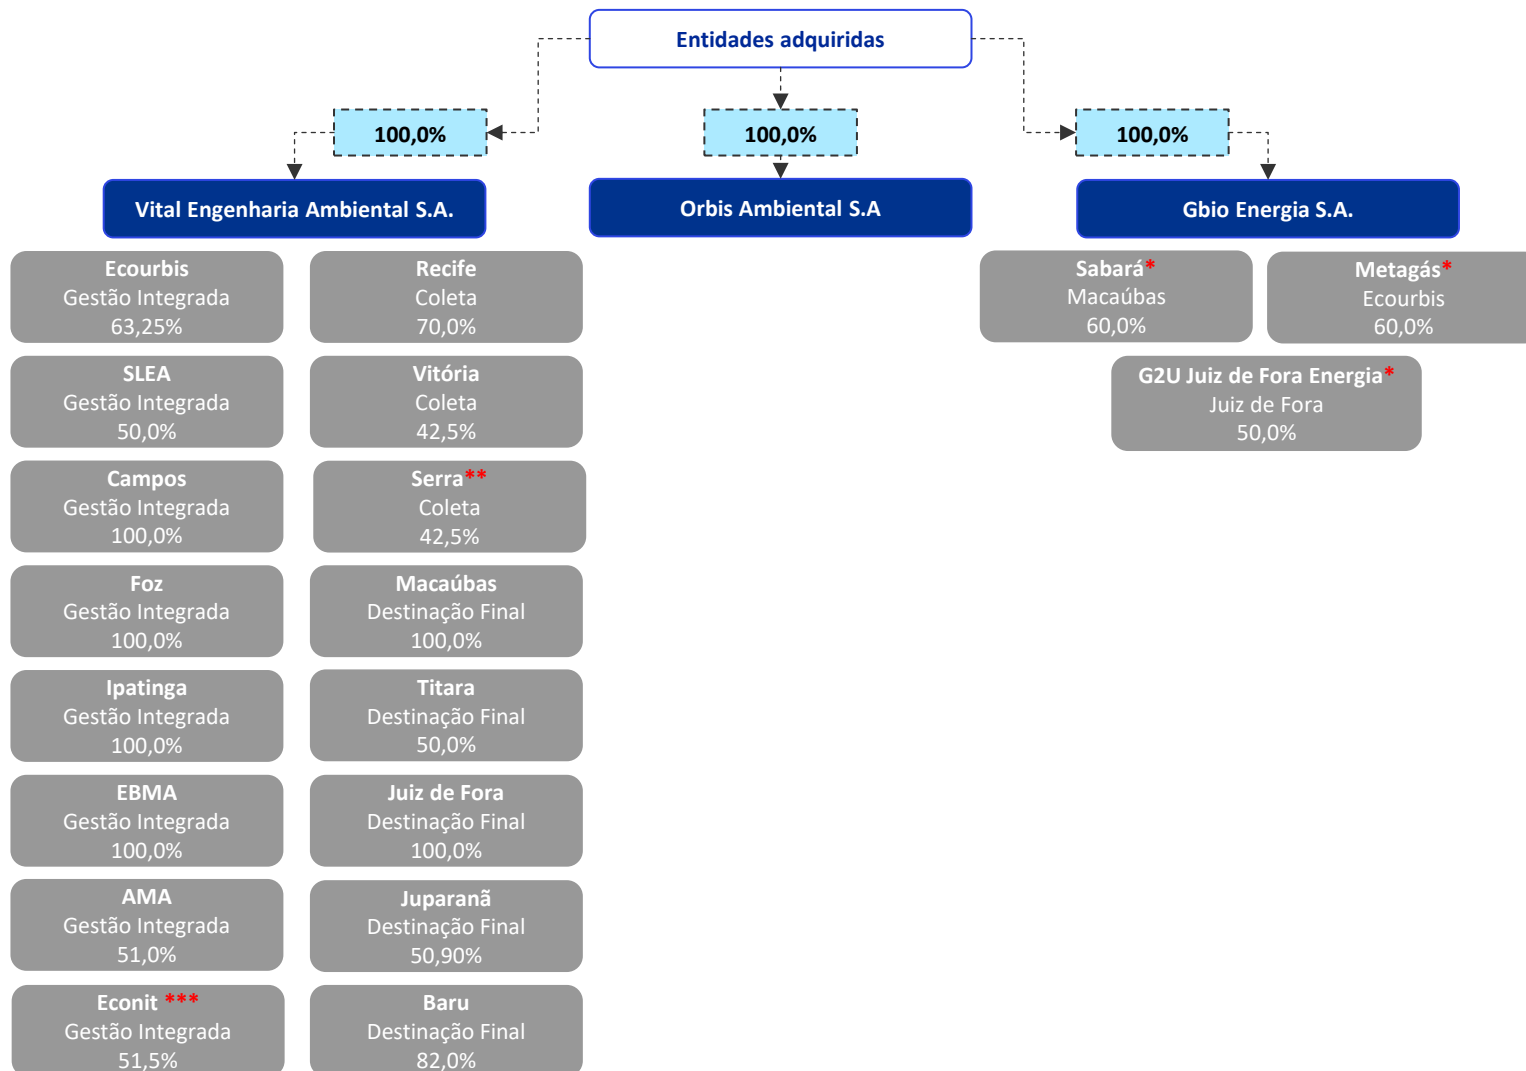 Entidades adquiridas
100,0%
100,0%
100,0%
Vital Engenharia Ambiental S.A.
Orbis Ambiental S.A
Gbio Energia S.A.
Ecourbis
Gestão Integrada
63,25%
Recife
Coleta
70,0%
Sabará*
Macaúbas
60,0%
Metagás*
Ecourbis
60,0%
SLEA
Gestão Integrada
50,0%
Vitória
Coleta
42,5%
G2U Juiz de Fora Energia*
Juiz de Fora
50,0%
Campos
Gestão Integrada
100,0%
Serra**
Coleta
42,5%
Foz
Gestão Integrada
100,0%
Macaúbas
Destinação Final
100,0%
Ipatinga
Gestão Integrada
100,0%
Titara
Destinação Final
50,0%
EBMA
Gestão Integrada
100,0%
Juiz de Fora
Destinação Final
100,0%
AMA
Gestão Integrada
51,0%
Juparanã
Destinação Final
50,90%
Econit ***
Gestão Integrada
51,5%
Baru
Destinação Final
82,0%